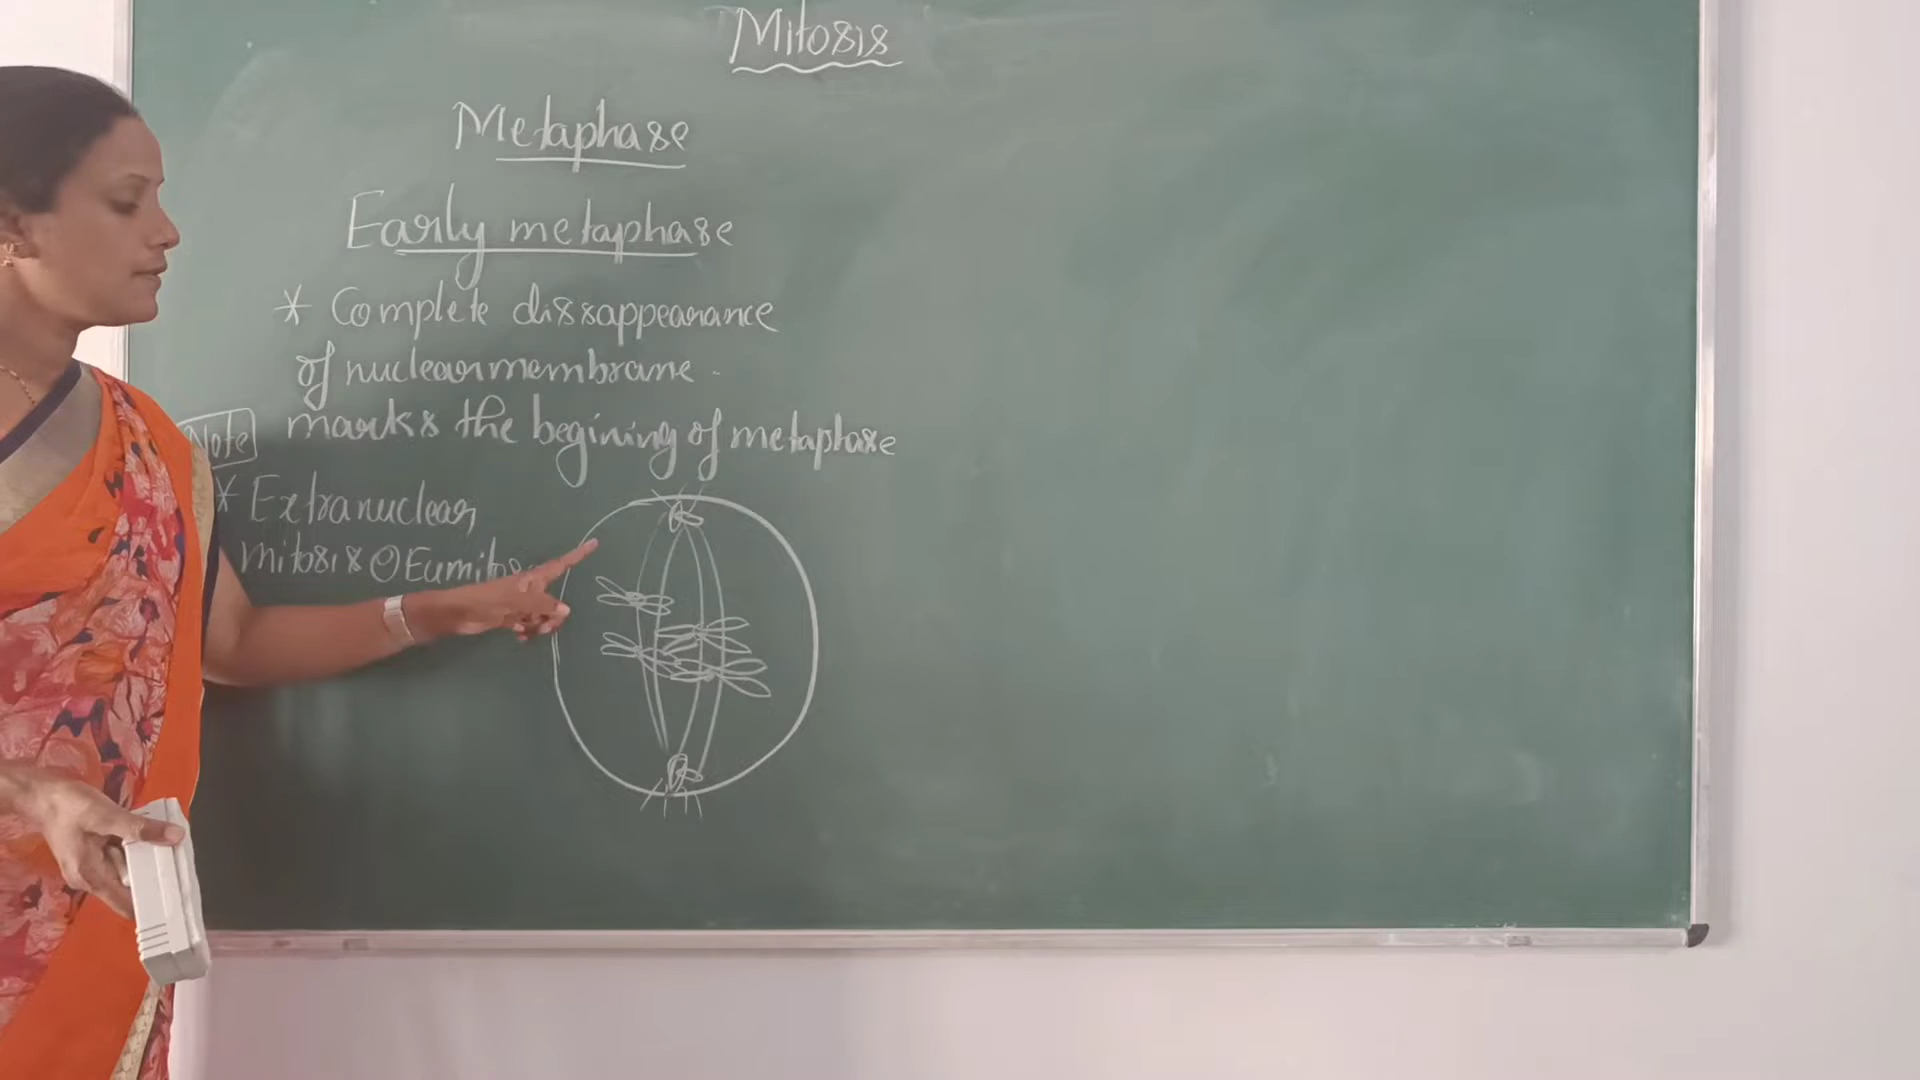 Mitosis
Metaphase
Early metaphase
* Complete dissappearance
of nuclear membrane.
Note marks the begining of metaphase
* Extranuclear
mitosis